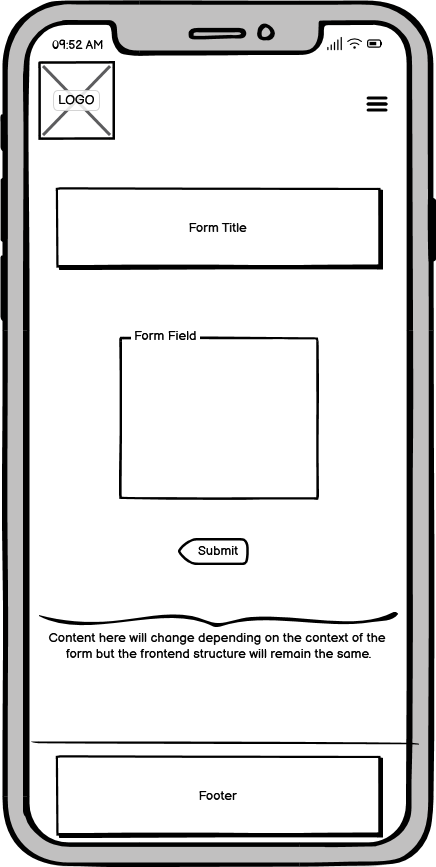 09:52 AM
LOGO
Form Title
Form Field
Submit
Content here will change depending on the context of the
form but the frontend structure will remain the same.
Footer